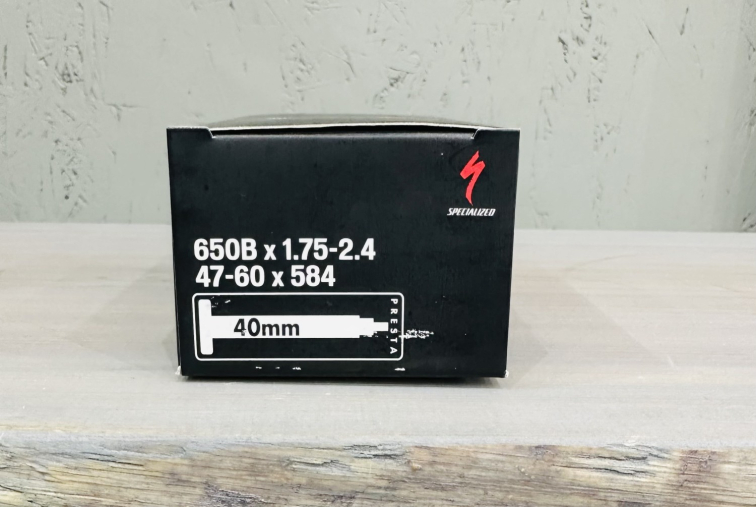 SPECIALIZED
650B x 1.75-2.4
47-60 x 584
40mm
PRESTA